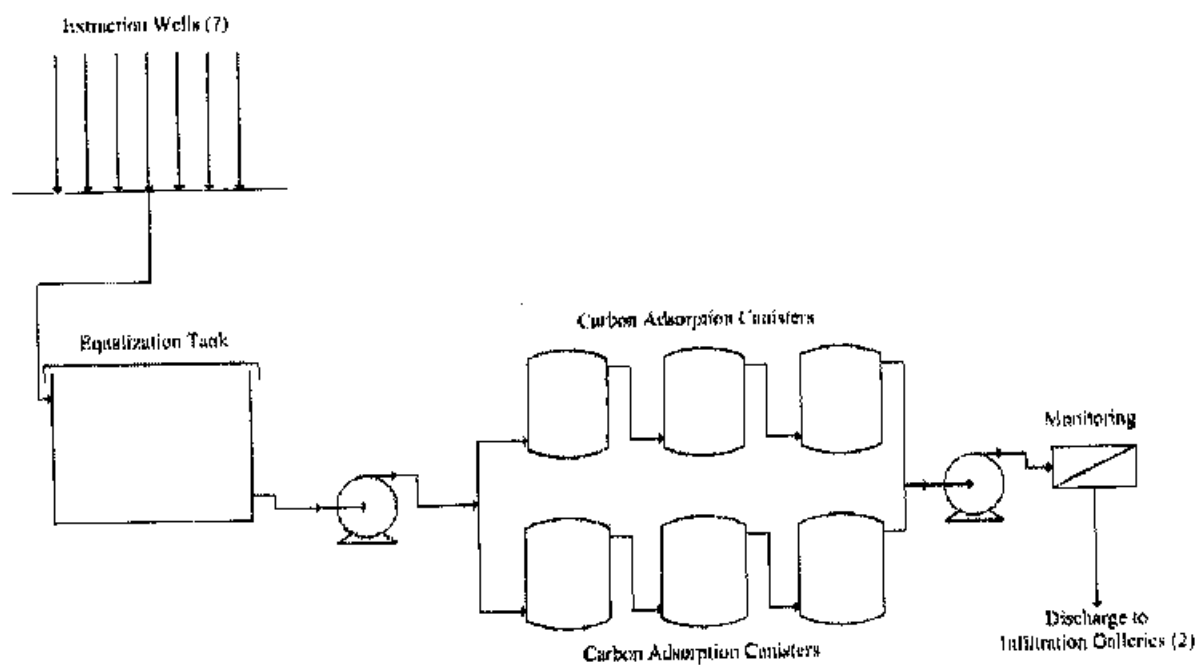 Extraction Wells (7)
Equalization Tank
Carbon Adsorption Canisters
Monitoring
Discharge to
Infiltration Galleries (2)
Carbon Adsorption Canisters